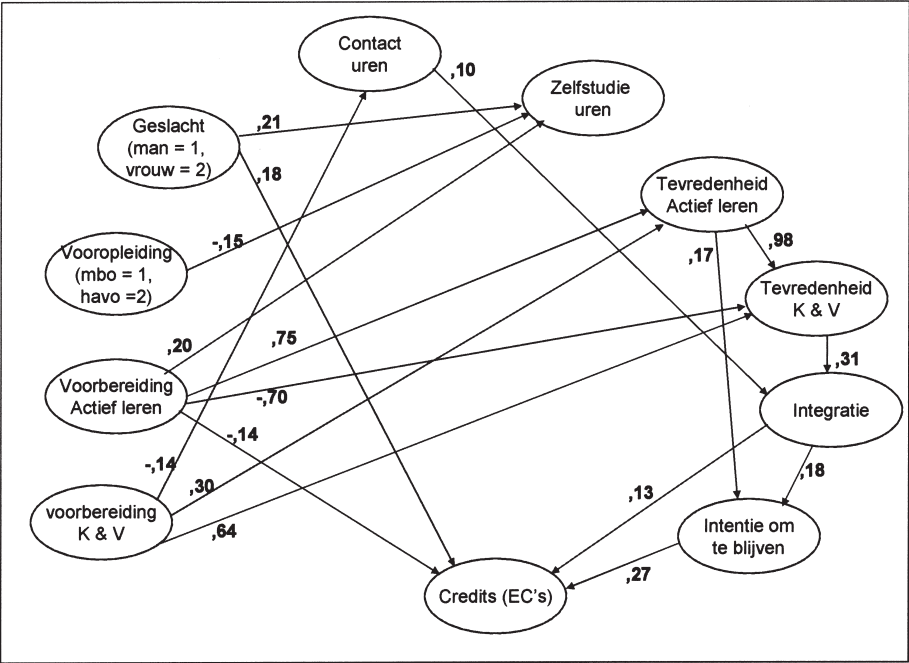 Contact
uren
,10
Zelfstudie
uren
Geslacht
(man = 1,
vrouw = 2)
,21
,18
Tevredenheid
Actief leren
Vooropleiding
(mbo = 1,
havo =2)
-,15
,17
,98
Tevredenheid
K & V
,20
,75
,31
Voorbereiding
Actief leren
-,70
Integratie
-,14
-,14
,30
,18
voorbereiding
K & V
,64
,13
Intentie om
te blijven
,27
Credits (EC's)